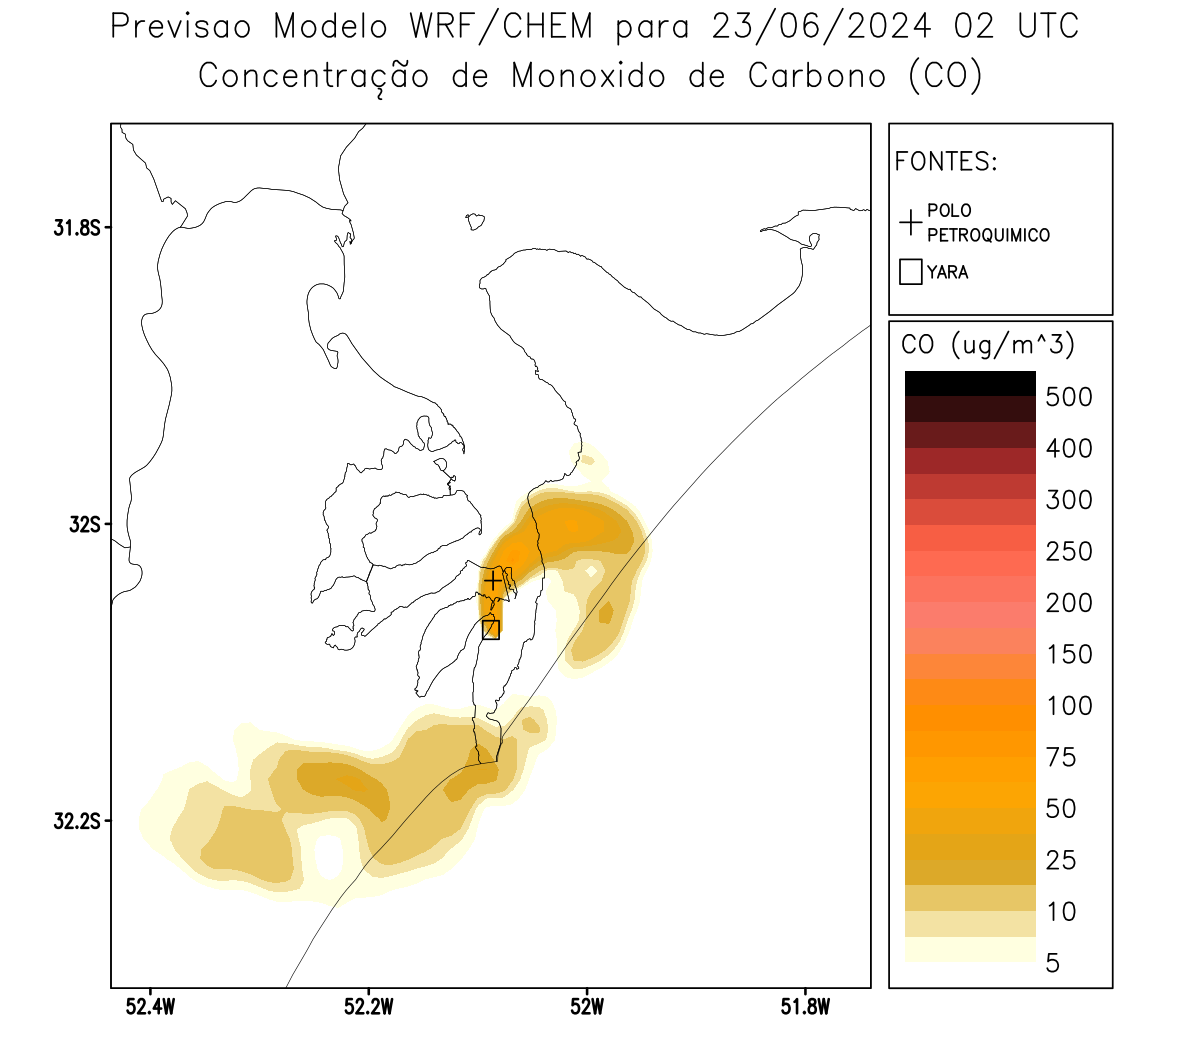 Previsao Modelo WRF/CHEM para 23/06/2024 02 UTC
Concentração de Monoxido de Carbono (CO)
FONTES:
POLO
PETROQUIMICO
YARA
31.8S
32S
32.2S
52.4W
52.2W
52W
51.8W
CO (ug/m^3)
500
400
300
250
200
150
100
75
50
25
10
5